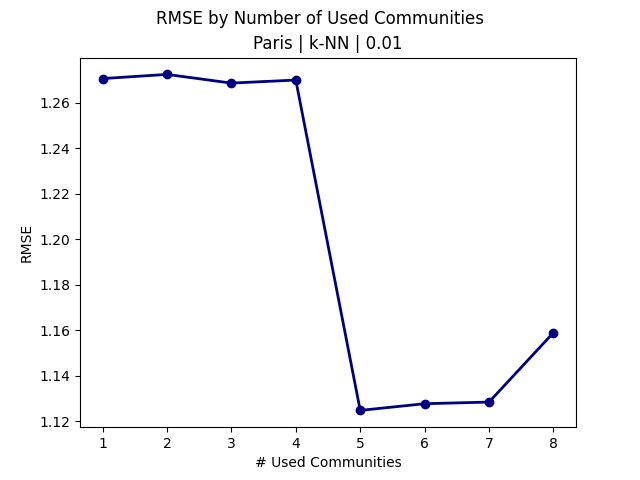 RMSE by Number of Used Communities
Paris | k-NN | 0.01
1.26
1.24
1.22
1.20
1.18
1.16
1.14
1.12
RMSE
1 2 3 4 5 6 7 8
# Used Communities